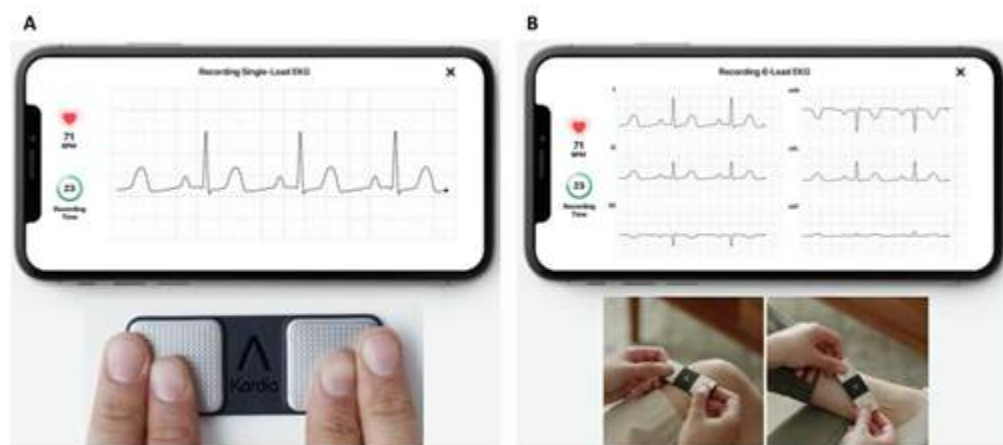 A
Recording Single-Lead EKG
71
BPM
23
Recording
Time
Kardia
B
Recording 6-Lead EKG
71
BPM
23
Recording
Time
I
II
III
aVR
aVL
aVF